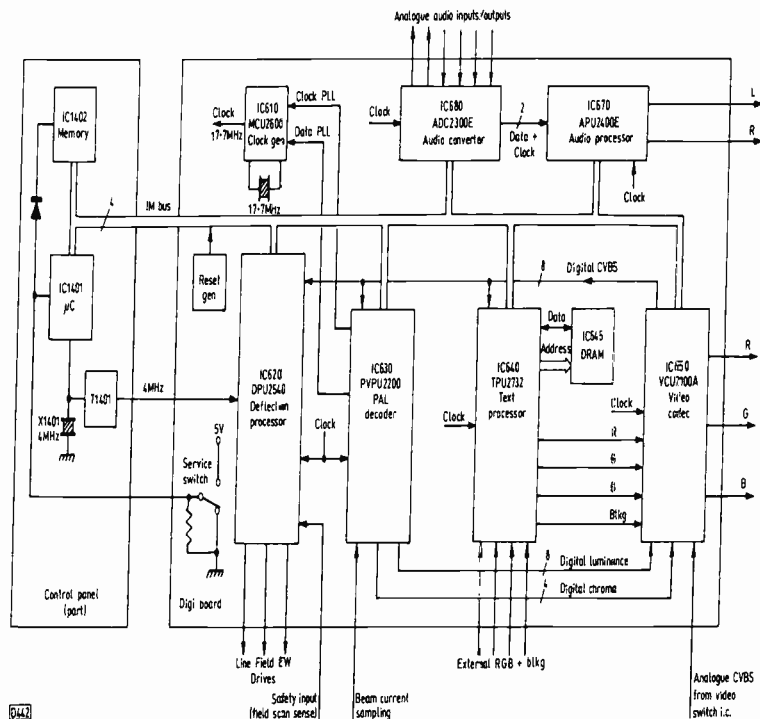 Analogue audio inputs/outputs
IC1402
Memory
Clock
17·7MHz
IC610
MCU2600
Clock gen
17·7MHz
Clock PLL
Data PLL
Clock
IC680
ADC2300E
Audio converter
2
Data +
Clock
IC670
APU2400E
Audio processor
Clock
L
R
4
IM bus
IC1401
µC
Reset
gen
8
Digital CVBS
X1401
4MHz
T1401
4MHz
IC620
DPU2540
Deflection
processor
5V
Service
switch
Clock
IC630
PVPU2200
PAL
decoder
Clock
IC640
TPU2732
Text
processor
Data
Address
IC645
DRAM
Clock
R
G
B
Blkg
IC650
VCU7100A
Video
codec
R
G
B
8
Digital luminance
4
Digital chroma
Control panel
(part)
Digi board
Line Field EW
Drives
Safety input
(field scan sense)
Beam current
sampling
External RGB + blkg
Analogue CVBS
from video
switch i.c.
D442